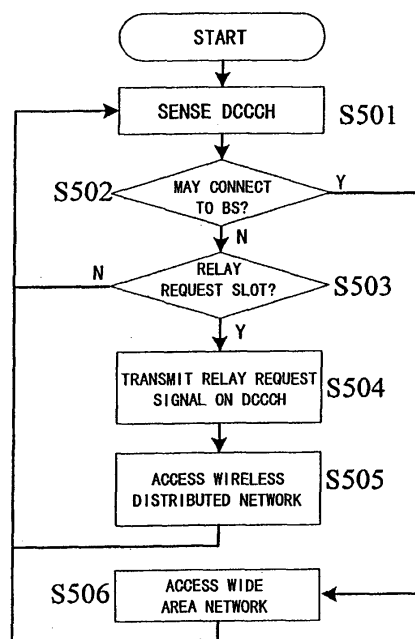 START
SENSE DCCCH
S501
S502
MAY CONNECT
TO BS?
Y
N
N
RELAY
REQUEST SLOT?
S503
Y
TRANSMIT RELAY REQUEST
SIGNAL ON DCCCH
S504
ACCESS WIRELESS
DISTRIBUTED NETWORK
S505
S506
ACCESS WIDE
AREA NETWORK